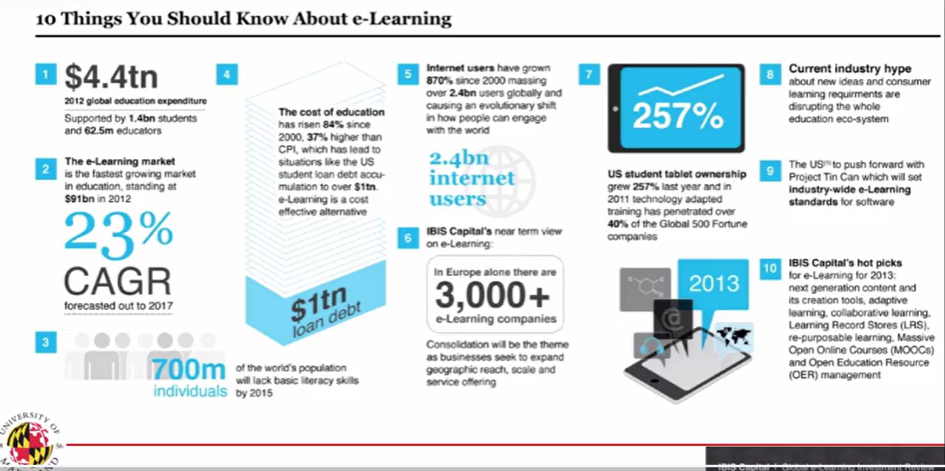 10 Things You Should Know About e-Learning
1
$4.4tn
2012 global education expenditure
Supported by 1.4bn students
and 62.5m educators
2
The e-Learning market
is the fastest growing market
in education, standing at
$91bn in 2012
23%
CAGR
forecasted out to 2017
3
700m
individuals
of the world's population
will lack basic literacy skills
by 2015
4
The cost of education
has risen 84% since
2000, 37% higher than
CPI, which has lead to
situations like the US
student loan debt accu-
mulation to over $1tn.
e-Learning is a cost
effective alternative
$1tn
loan debt
5
Internet users have grown
870% since 2000 massing
over 2.4bn users globally and
causing an evolutionary shift
in how people can engage
with the world
2.4bn
internet
users
6
IBIS Capital's near term view
on e-Learning:
In Europe alone there are
3,000+
e-Learning companies
Consolidation will be the theme
as businesses seek to expand
geographic reach, scale and
service offering
7
257%
US student tablet ownership
grew 257% last year and in
2011 technology adapted
training has penetrated over
40% of the Global 500 Fortune
companies
2013
@
8
Current industry hype
about new ideas and consumer
learning requirments are
disrupting the whole
education eco-system
9
The US(1) to push forward with
Project Tin Can which will set
industry-wide e-Learning
standards for software
10
IBIS Capital's hot picks
for e-Learning for 2013:
next generation content and
its creation tools, adaptive
learning, collaborative learning,
Learning Record Stores (LRS),
re-purposable learning, Massive
Open Online Courses (MOOCs)
and Open Education Resource
(OER) management
UNIVERSITY OF
IBIS Capital | Global e-Learning Investment Review